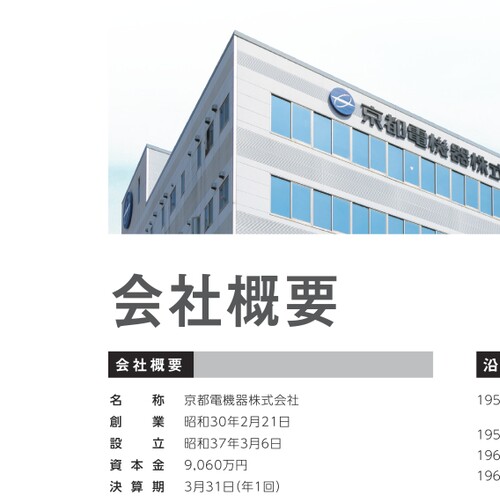 京都電機器株式
会社概要
会社概要
名称 京都電機器株式会社
創業 昭和30年2月21日
設立 昭和37年3月6日
資本金 9,060万円
決算期 3月31日(年1回)
沿
195
195
196
196